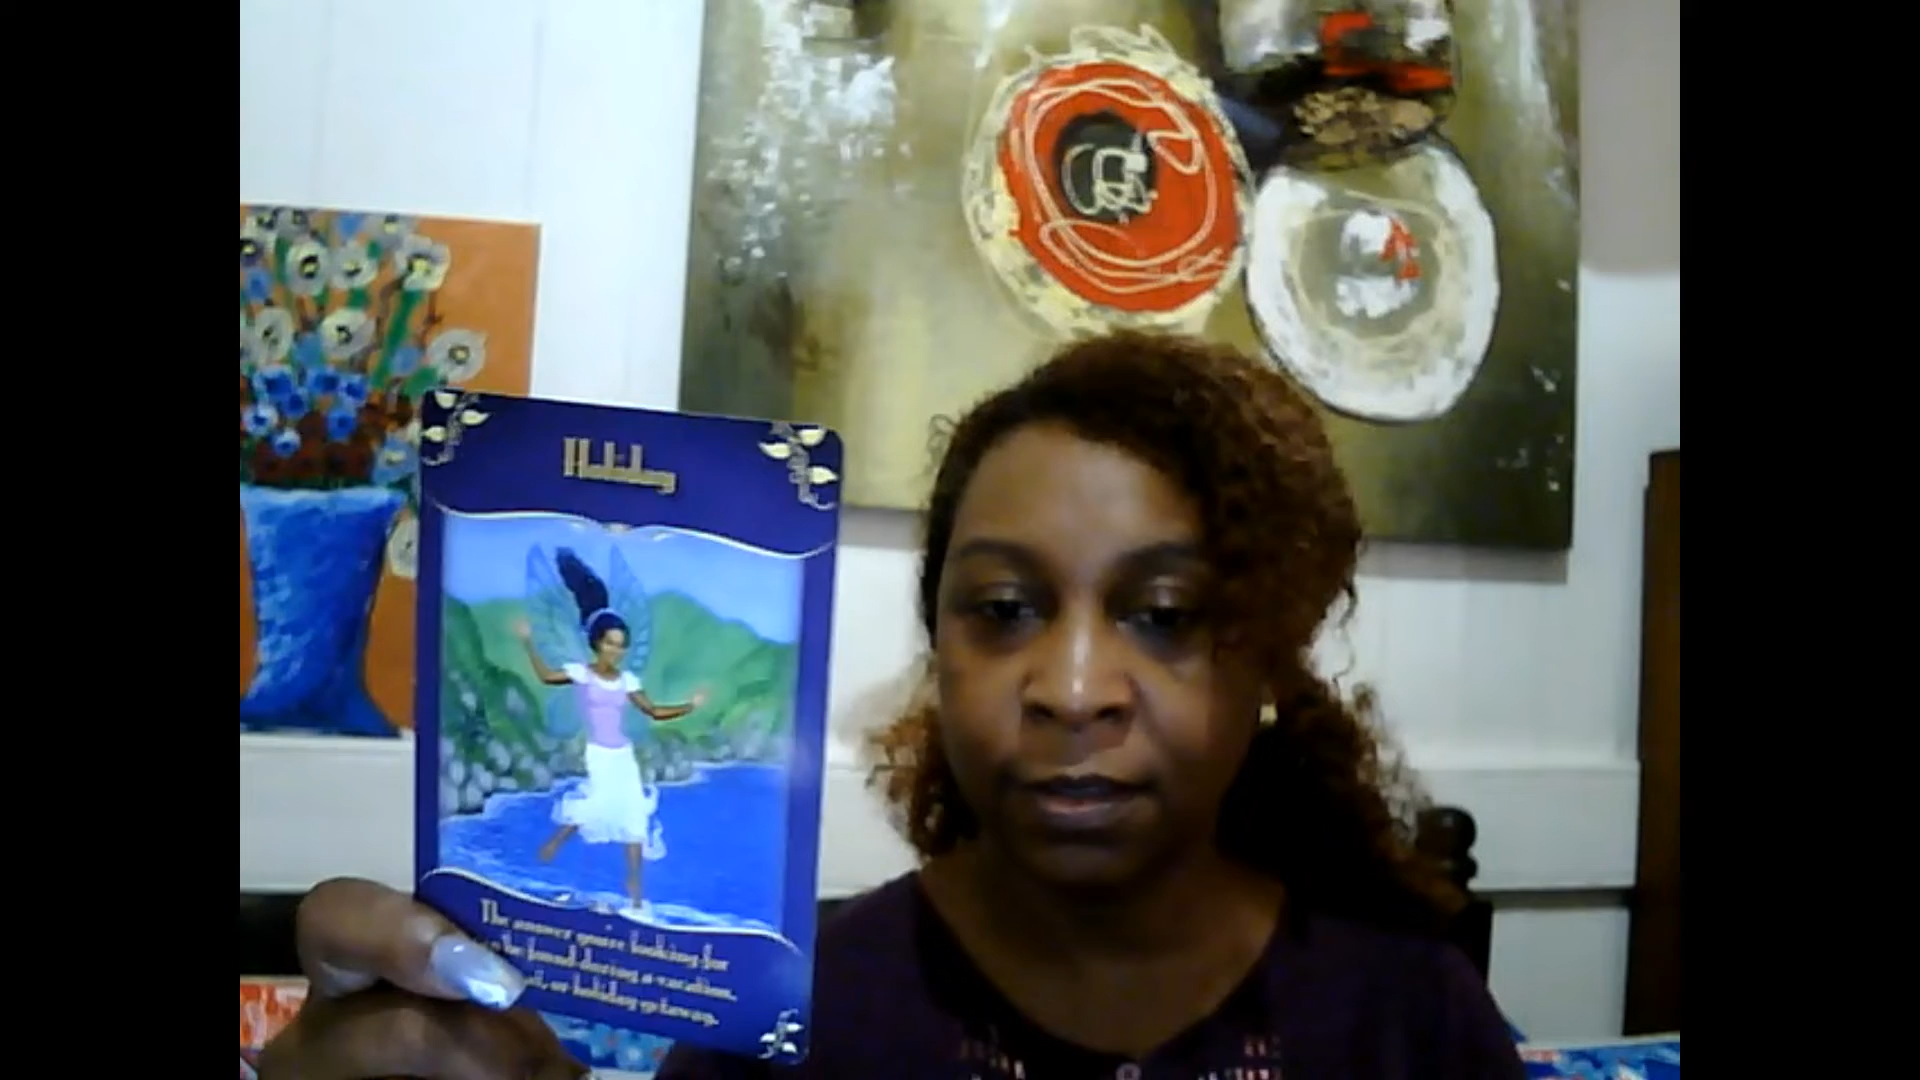 Holiday
The answer you're looking for
be found during a vacation,
or holiday getaway.